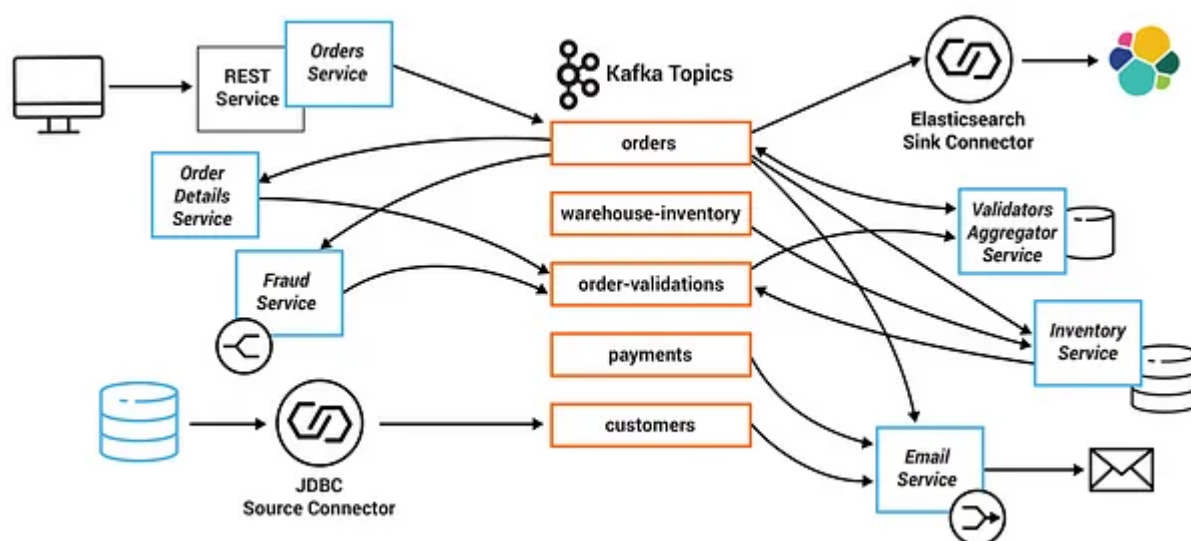 Orders
Service
REST
Service
Kafka Topics
Elasticsearch
Sink Connector
orders
Order
Details
Service
warehouse-inventory
Validators
Aggregator
Service
Fraud
Service
order-validations
Inventory
Service
payments
customers
Email
Service
JDBC
Source Connector